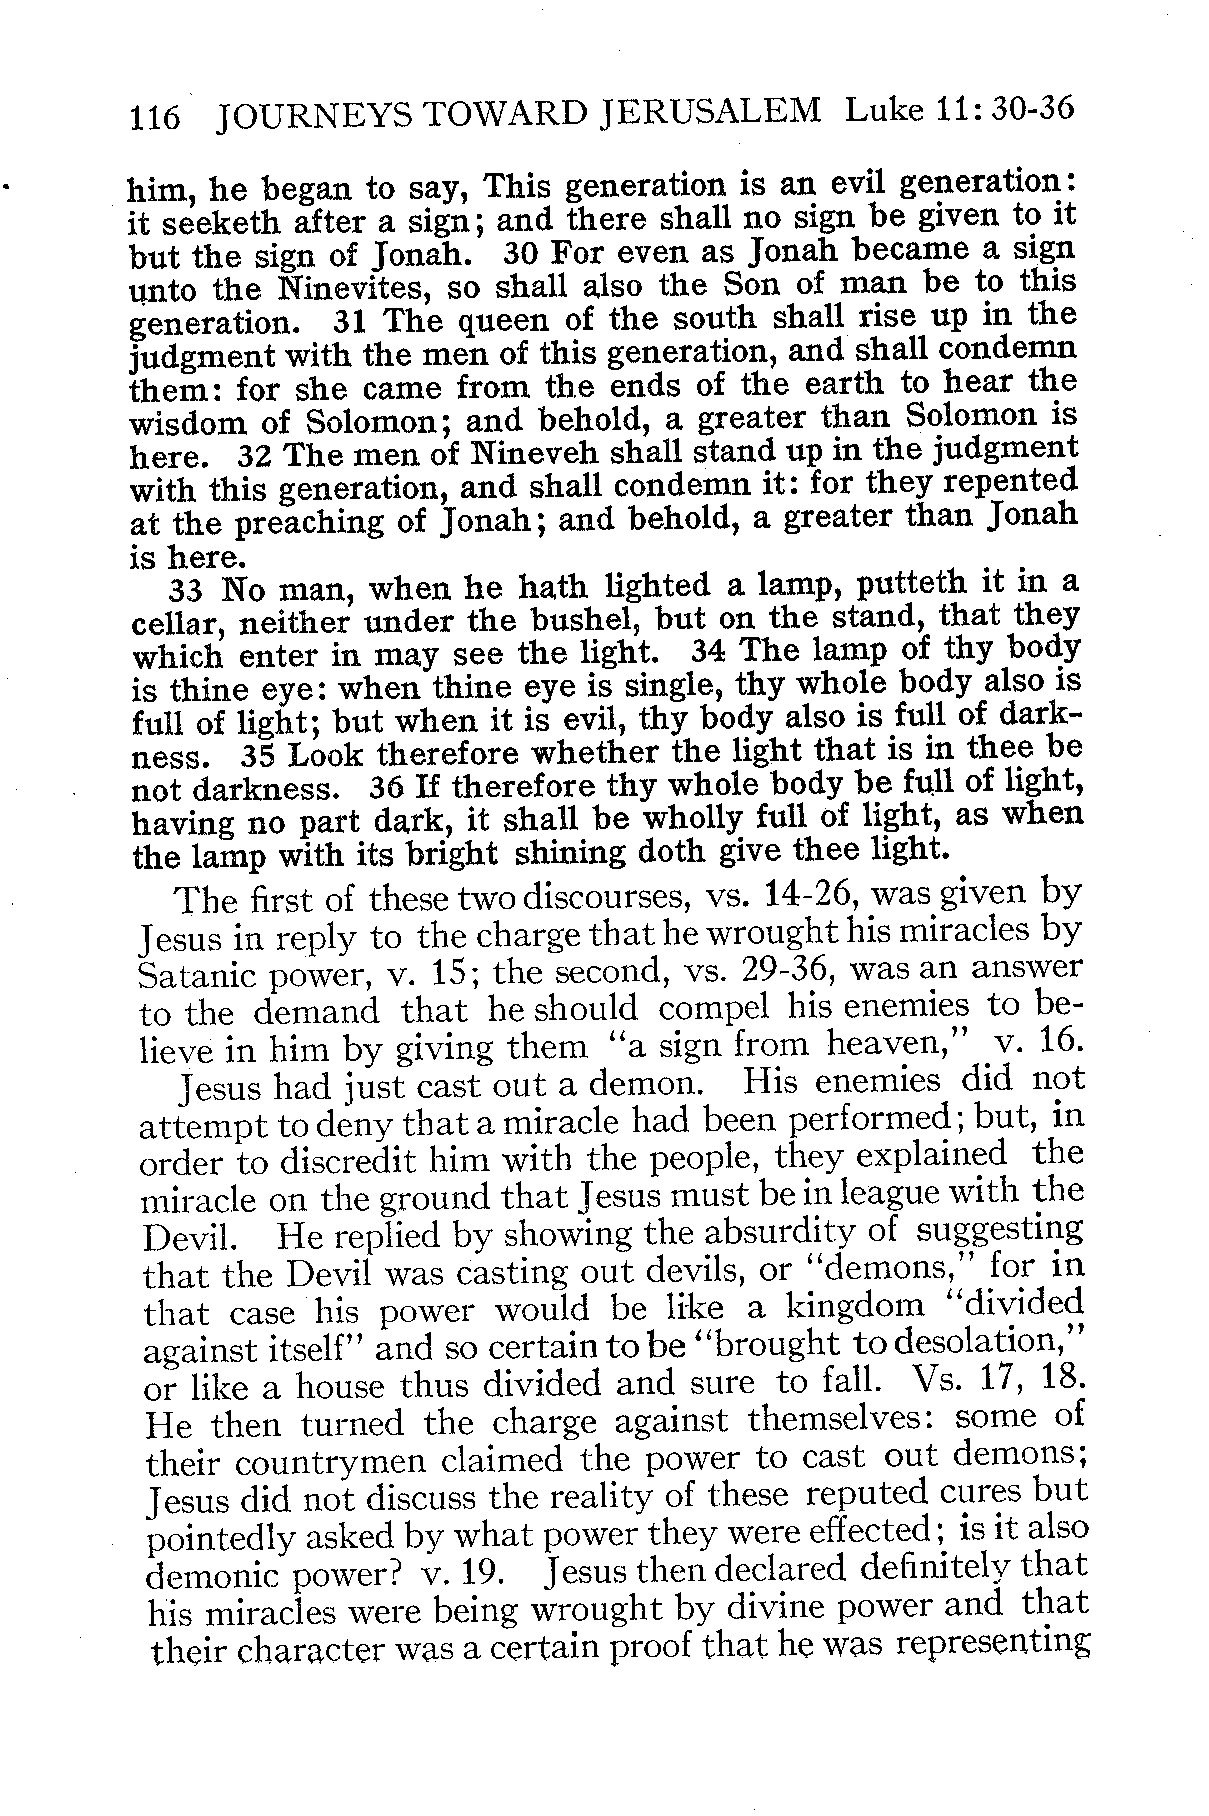 116 JOURNEYS TOWARD JERUSALEM Luke 11: 30-36
him, he began to say, This generation is an evil generation:
it seeketh after a sign; and there shall no sign be given to it
but the sign of Jonah. 30 For even as Jonah became a sign
unto the Ninevites, so shall also the Son of man be to this
generation. 31 The queen of the south shall rise up in the
judgment with the men of this generation, and shall condemn
them: for she came from the ends of the earth to hear the
wisdom of Solomon; and behold, a greater than Solomon is
here. 32 The men of Nineveh shall stand up in the judgment
with this generation, and shall condemn it: for they repented
at the preaching of Jonah; and behold, a greater than Jonah
is here.
33 No man, when he hath lighted a lamp, putteth it in a
cellar, neither under the bushel, but on the stand, that they
which enter in may see the light. 34 The lamp of thy body
is thine eye: when thine eye is single, thy whole body also is
full of light; but when it is evil, thy body also is full of dark-
ness. 35 Look therefore whether the light that is in thee be
not darkness. 36 If therefore thy whole body be full of light,
having no part dark, it shall be wholly full of light, as when
the lamp with its bright shining doth give thee light.
The first of these two discourses, vs. 14-26, was given by
Jesus in reply to the charge that he wrought his miracles by
Satanic power, v. 15; the second, vs. 29-36, was an answer
to the demand that he should compel his enemies to be-
lieve in him by giving them "a sign from heaven," v. 16.
Jesus had just cast out a demon. His enemies did not
attempt to deny that a miracle had been performed; but, in
order to discredit him with the people, they explained the
miracle on the ground that Jesus must be in league with the
Devil. He replied by showing the absurdity of suggesting
that the Devil was casting out devils, or "demons," for in
that case his power would be like a kingdom "divided
against itself" and so certain to be "brought to desolation,"
or like a house thus divided and sure to fall. Vs. 17, 18.
He then turned the charge against themselves: some of
their countrymen claimed the power to cast out demons;
Jesus did not discuss the reality of these reputed cures but
pointedly asked by what power they were effected; is it also
demonic power? v. 19. Jesus then declared definitely that
his miracles were being wrought by divine power and that
their character was a certain proof that he was representing